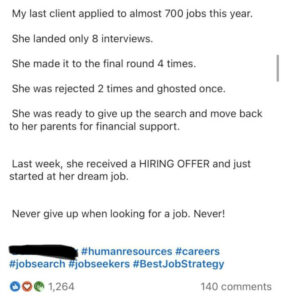 My last client applied to almost 700 jobs this year.
She landed only 8 interviews.
She made it to the final round 4 times.
She was rejected 2 times and ghosted once.
She was ready to give up the search and move back
to her parents for financial support.
Last week, she received a HIRING OFFER and just
started at her dream job.
Never give up when looking for a job. Never!
#humanresources #careers
#jobsearch #jobseekers #BestJobStrategy
1,264 140 comments